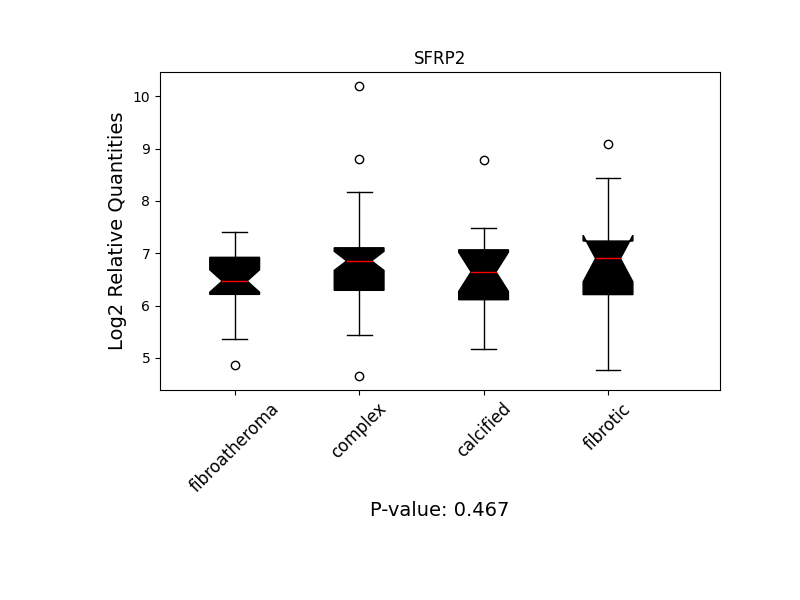 SFRP2
Log2 Relative Quantities
10
9
8
7
6
5
fibroatheroma
complex
calcified
fibrotic
P-value: 0.467